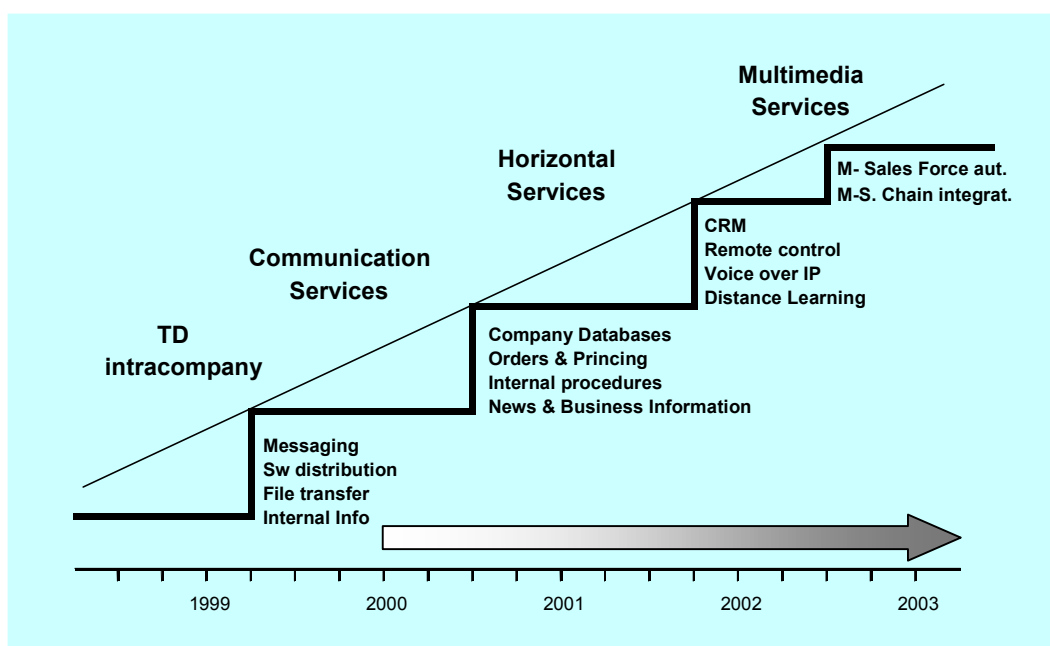 Multimedia
Services
M- Sales Force aut.
M-S. Chain integrat.
Horizontal
Services
CRM
Remote control
Voice over IP
Distance Learning
Communication
Services
Company Databases
Orders & Princing
Internal procedures
News & Business Information
TD
intracompany
Messaging
Sw distribution
File transfer
Internal Info
1999 2000 2001 2002 2003